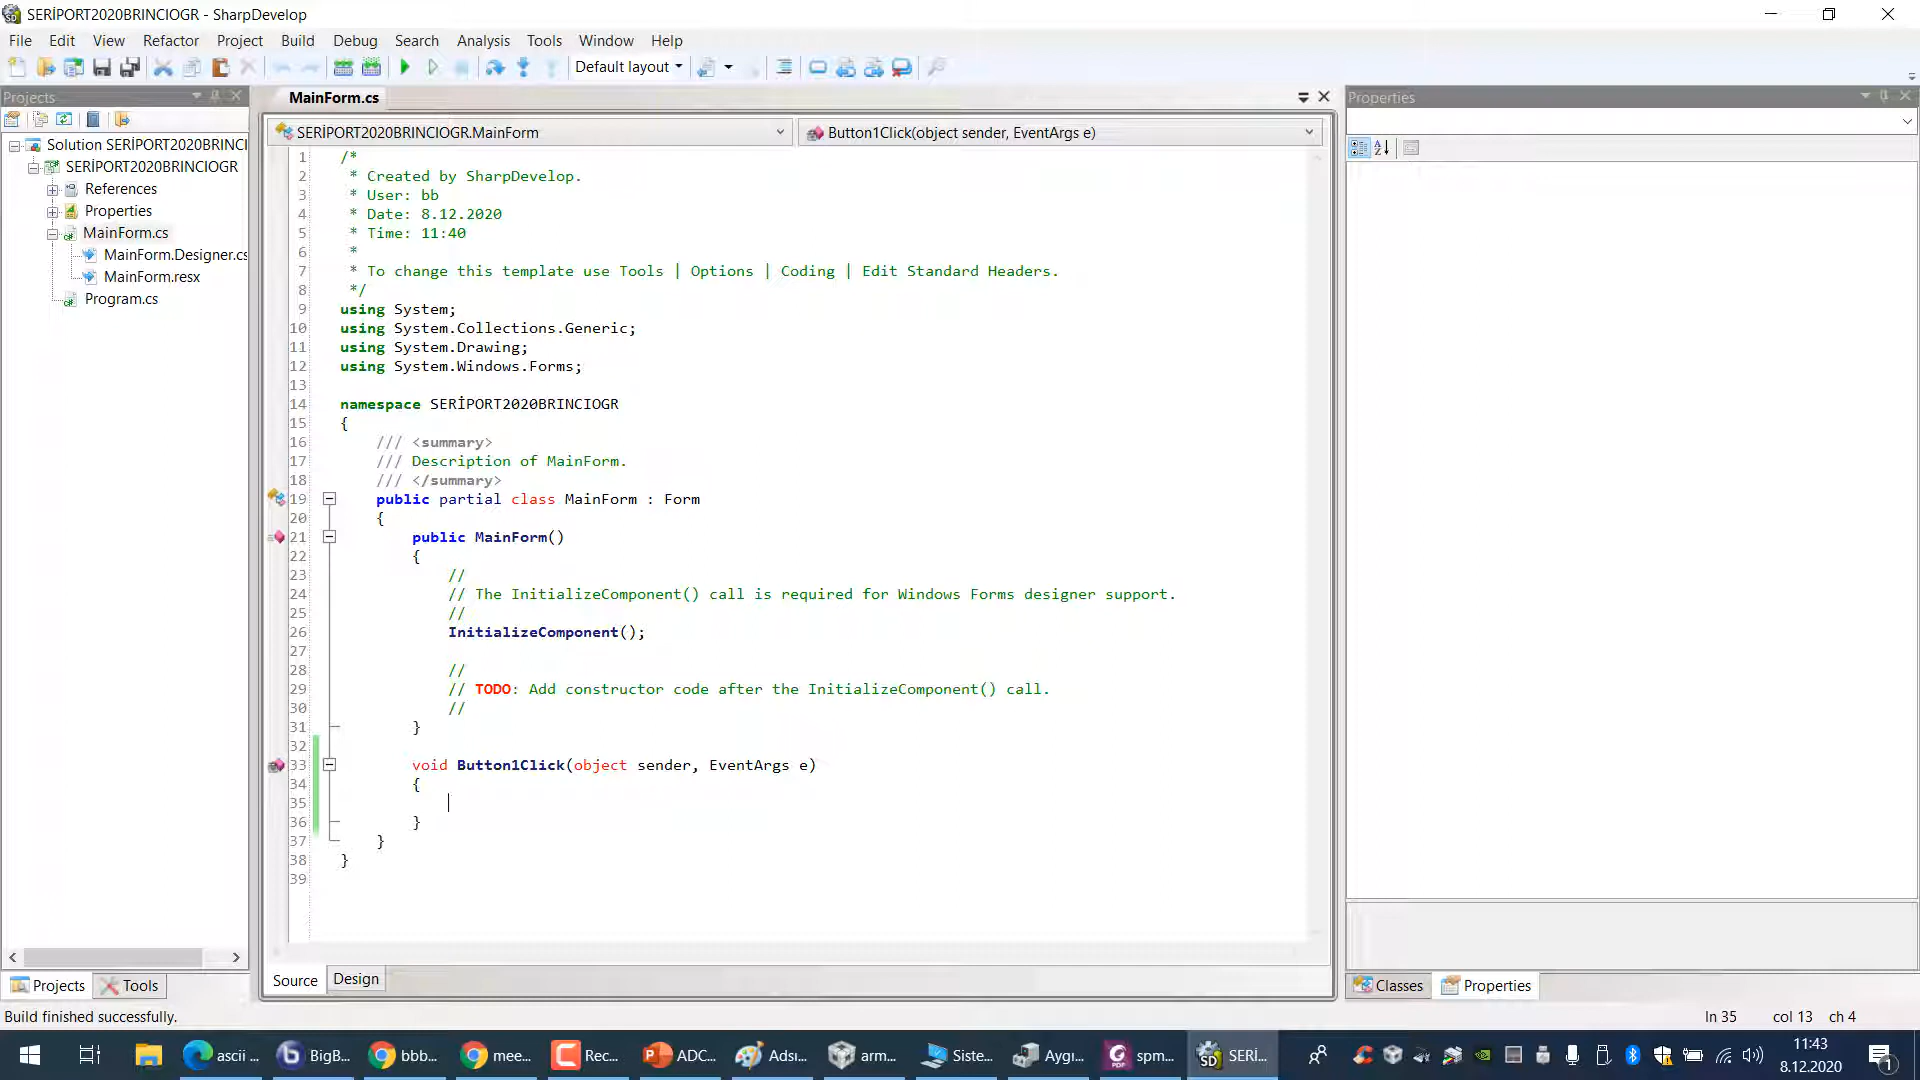 SERİPORT2020BRINCIOGR - SharpDevelop
File Edit View Refactor Project Build Debug Search Analysis Tools Window Help
Default layout
Projects
MainForm.cs
Properties
SERİPORT2020BRINCIOGR.MainForm
Button1Click(object sender, EventArgs e)
Solution SERİPORT2020BRINCI
SERİPORT2020BRINCIOGR
References
Properties
MainForm.cs
MainForm.Designer.cs
MainForm.resx
Program.cs
1 /*
2 * Created by SharpDevelop.
3 * User: bb
4 * Date: 8.12.2020
5 * Time: 11:40
6 *
7 * To change this template use Tools | Options | Coding | Edit Standard Headers.
8 */
9 using System;
10 using System.Collections.Generic;
11 using System.Drawing;
12 using System.Windows.Forms;
13
14 namespace SERİPORT2020BRINCIOGR
15 {
16 /// <summary>
17 /// Description of MainForm.
18 /// </summary>
19 public partial class MainForm : Form
20 {
21 public MainForm()
22 {
23 //
24 // The InitializeComponent() call is required for Windows Forms designer support.
25 //
26 InitializeComponent();
27
28 //
29 // TODO: Add constructor code after the InitializeComponent() call.
30 //
31 }
32
33 void Button1Click(object sender, EventArgs e)
34 {
35
36 }
37 }
38 }
39
Projects Tools
Source Design
Classes Properties
Build finished successfully.
ln 35 col 13 ch 4
ascii ... BigB... bbb... mee... Rec... ADC... Adsı... arm... Siste... Aygı... spm... SERİ...
11:43
8.12.2020
1